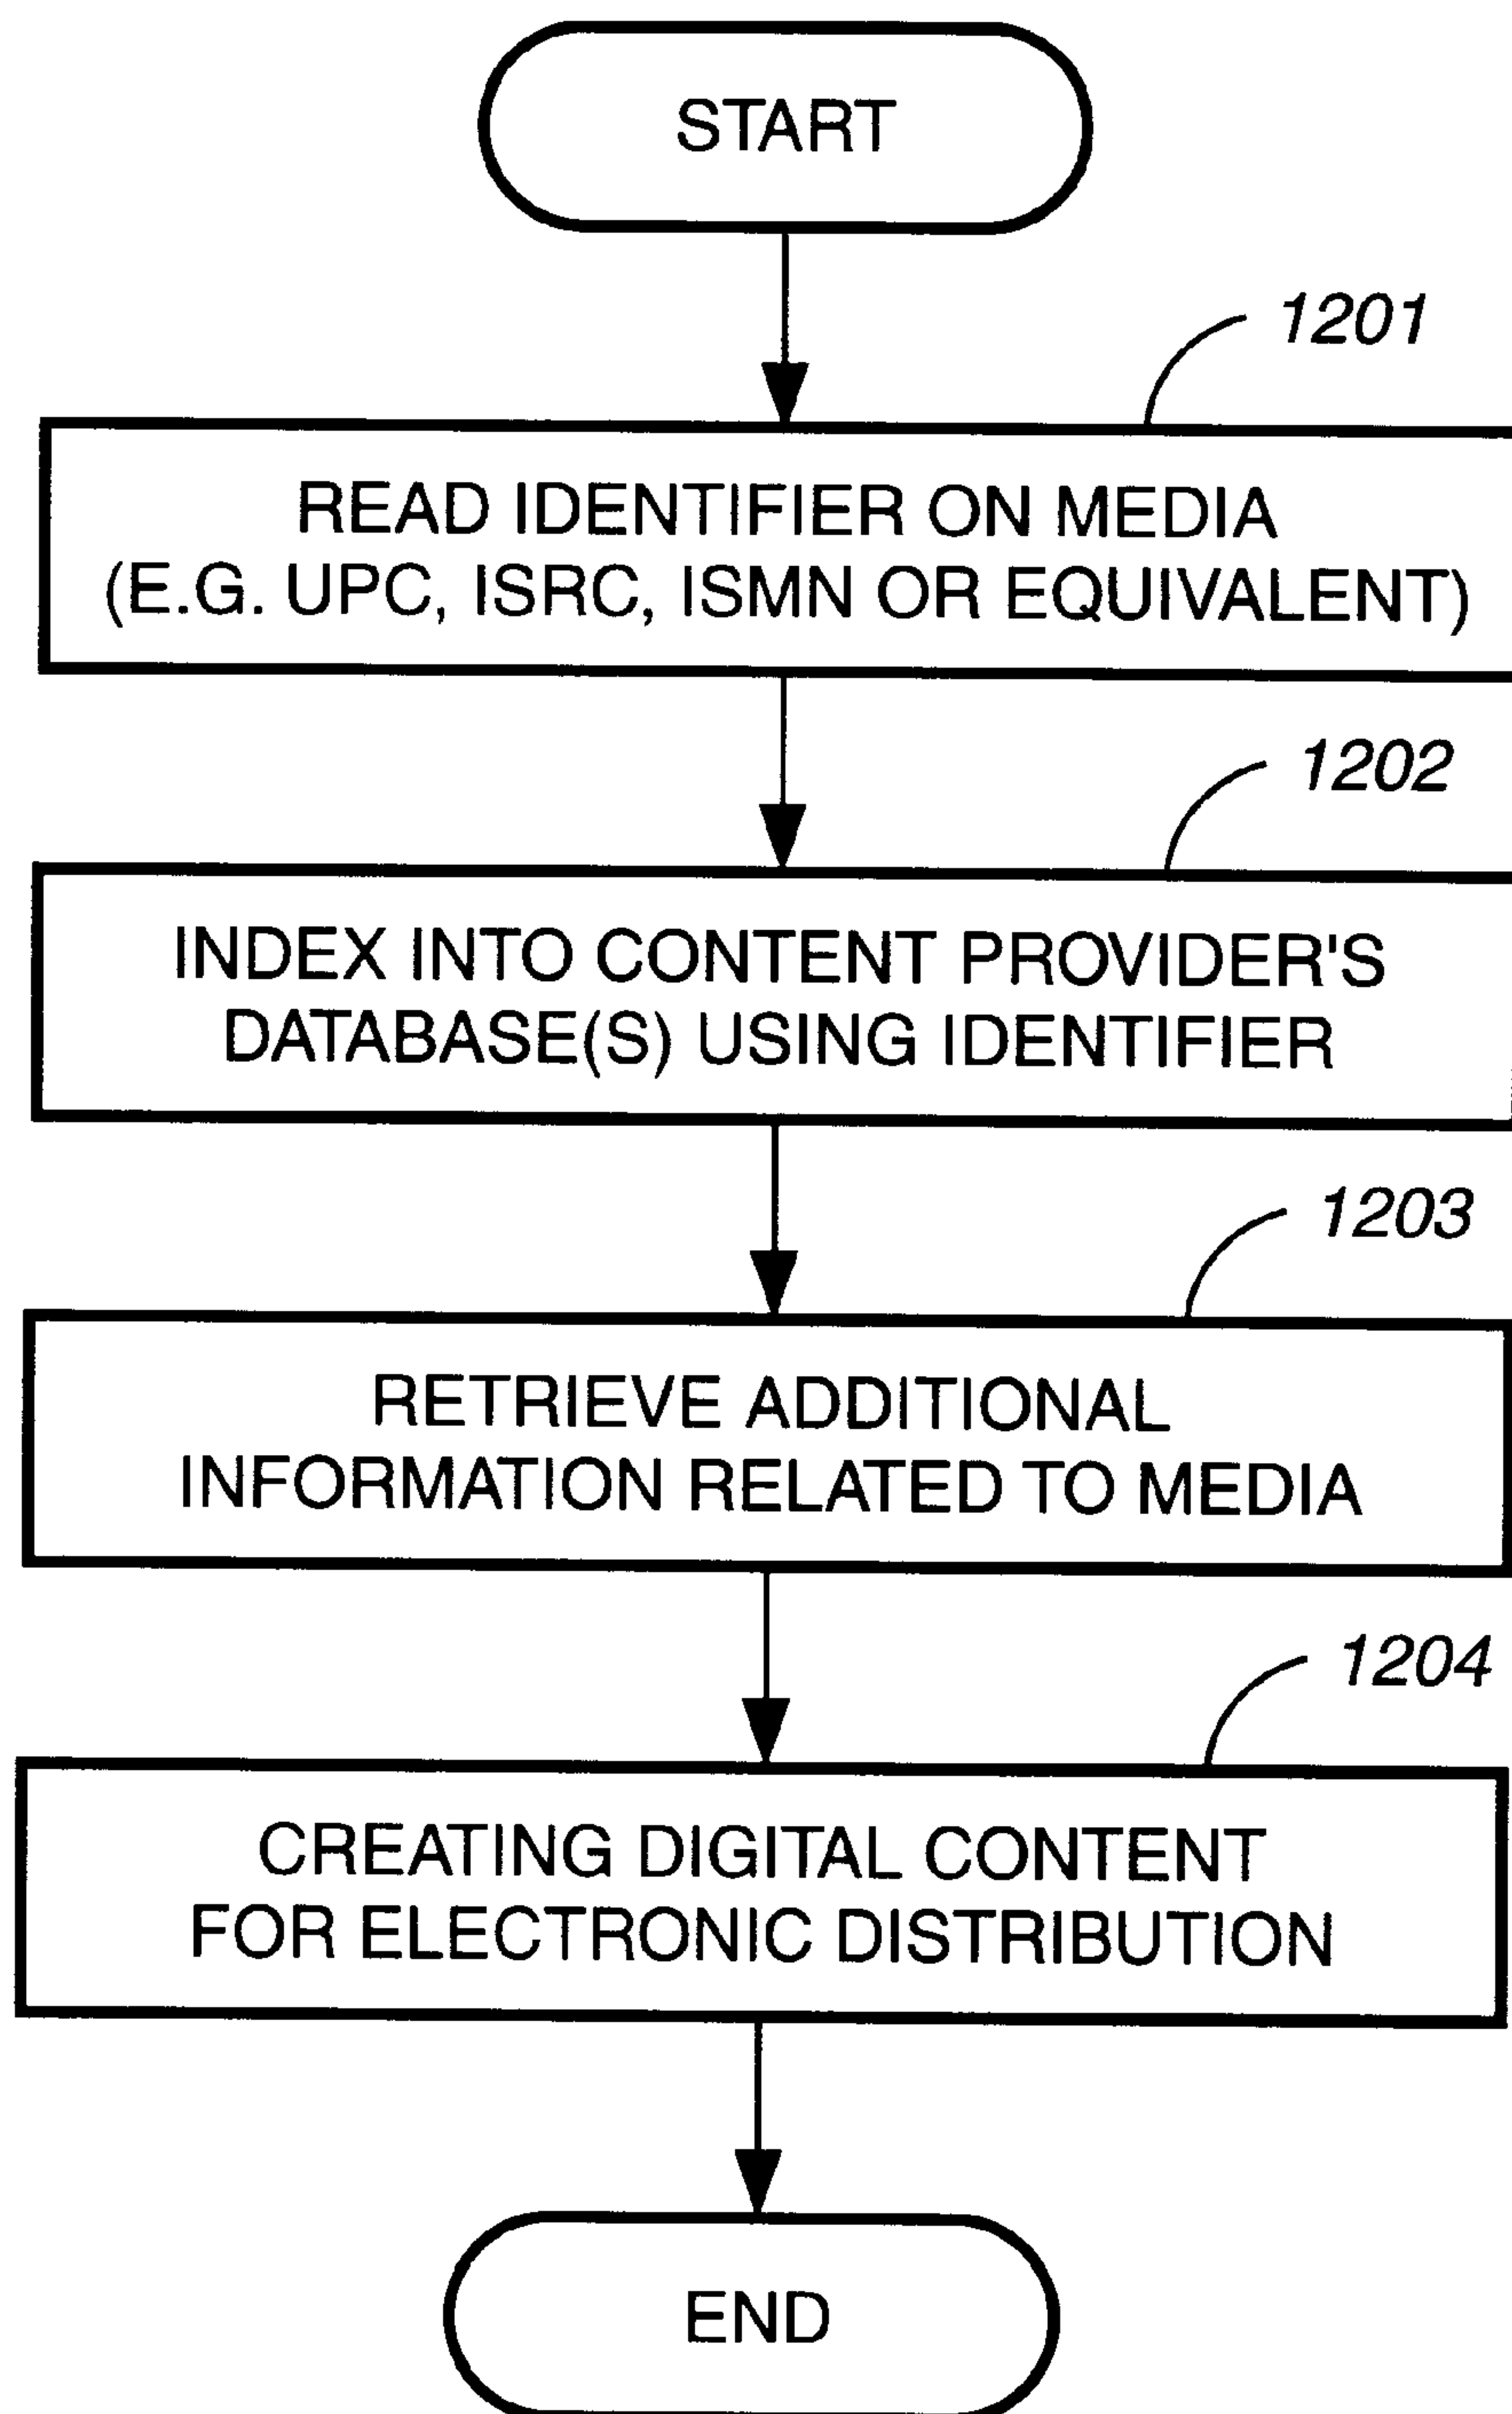 START
1201
READ IDENTIFIER ON MEDIA
(E.G. UPC, ISRC, ISMN OR EQUIVALENT)
1202
INDEX INTO CONTENT PROVIDER'S
DATABASE(S) USING IDENTIFIER
1203
RETRIEVE ADDITIONAL
INFORMATION RELATED TO MEDIA
1204
CREATING DIGITAL CONTENT
FOR ELECTRONIC DISTRIBUTION
END